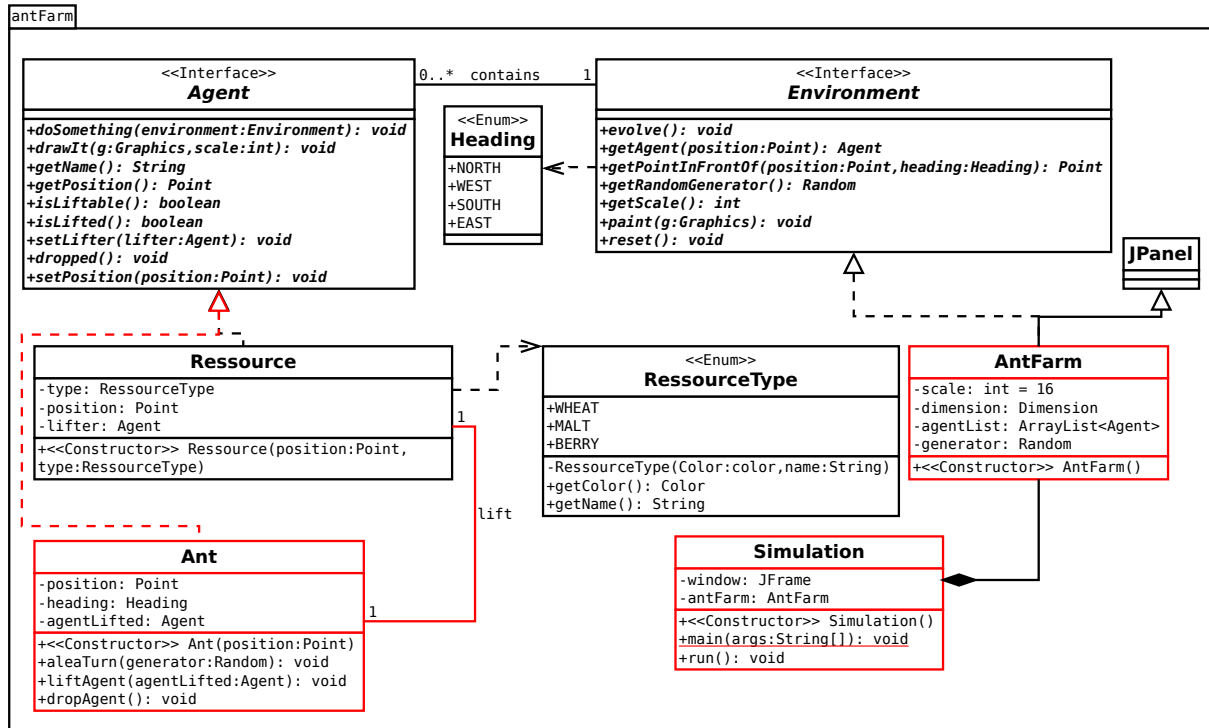 antFarm
<<Interface>>
Agent
+doSomething(environment:Environment): void
+drawIt(g:Graphics,scale:int): void
+getName(): String
+getPosition(): Point
+isLiftable(): boolean
+isLifted(): boolean
+setLifter(lifter:Agent): void
+dropped(): void
+setPosition(position:Point): void
0..* contains 1
<<Enum>>
Heading
+NORTH
+WEST
+SOUTH
+EAST
<<Interface>>
Environment
+evolve(): void
+getAgent(position:Point): Agent
+getPointInFrontOf(position:Point,heading:Heading): Point
+getRandomGenerator(): Random
+getScale(): int
+paint(g:Graphics): void
+reset(): void
JPanel
Ressource
-type: RessourceType
-position: Point
-lifter: Agent
+<<Constructor>> Ressource(position:Point,
type:RessourceType)
1
lift
1
<<Enum>>
RessourceType
+WHEAT
+MALT
+BERRY
-RessourceType(Color:color,name:String)
+getColor(): Color
+getName(): String
AntFarm
-scale: int = 16
-dimension: Dimension
-agentList: ArrayList<Agent>
-generator: Random
+<<Constructor>> AntFarm()
Ant
-position: Point
-heading: Heading
-agentLifted: Agent
+<<Constructor>> Ant(position:Point)
+aleaTurn(generator:Random): void
+liftAgent(agentLifted:Agent): void
+dropAgent(): void
Simulation
-window: JFrame
-antFarm: AntFarm
+<<Constructor>> Simulation()
+main(args:String[]): void
+run(): void